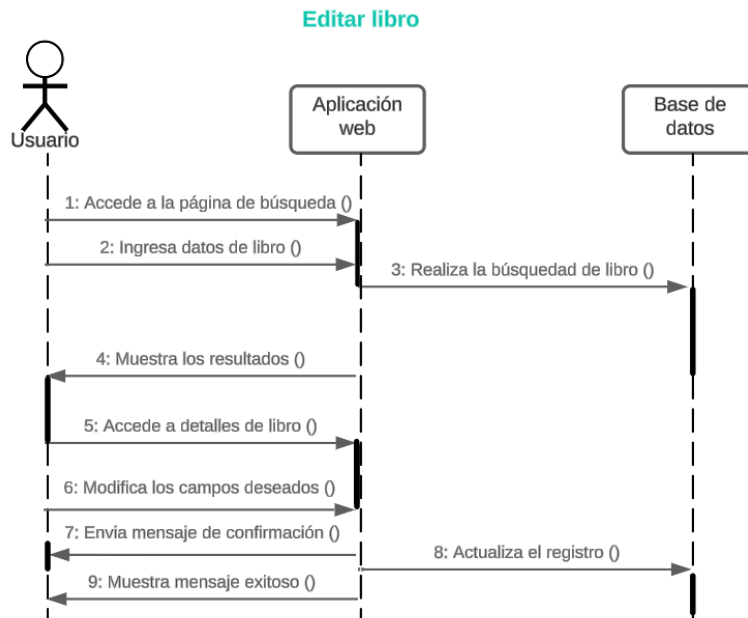 Editar libro
Usuario
Aplicación
web
Base de
datos
1: Accede a la página de búsqueda ()
2: Ingresa datos de libro ()
3: Realiza la búsquedad de libro ()
4: Muestra los resultados ()
5: Accede a detalles de libro ()
6: Modifica los campos deseados ()
7: Envia mensaje de confirmación ()
8: Actualiza el registro ()
9: Muestra mensaje exitoso ()